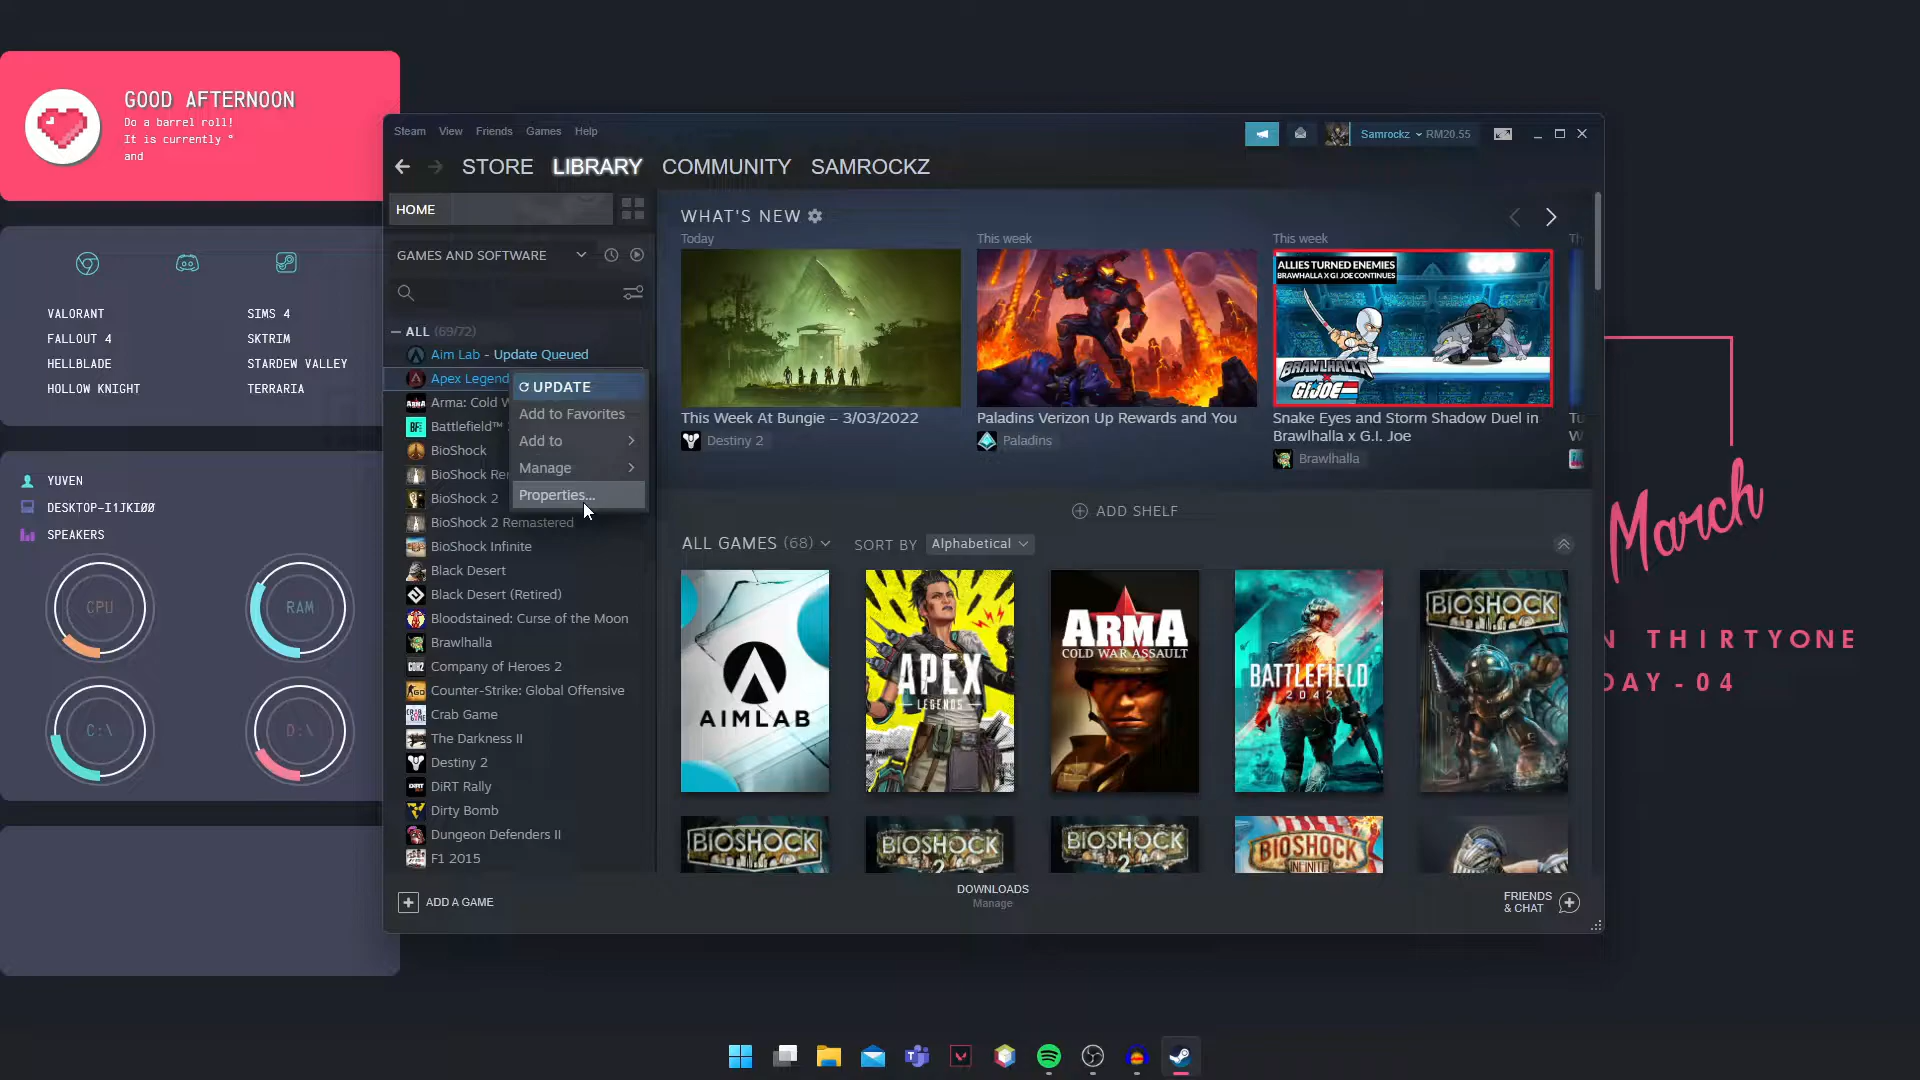 GOOD AFTERNOON
Do a barrel roll!
It is currently °
and
VALORANT
SIMS 4
FALLOUT 4
SKTRIM
HELLBLADE
STARDEW VALLEY
HOLLOW KNIGHT
TERRARIA
YUVEN
DESKTOP-I1JKI00
SPEAKERS
CPU
RAM
C:\
D:\
Steam View Friends Games Help
Samrockz RM20.55
STORE LIBRARY COMMUNITY SAMROCKZ
HOME
GAMES AND SOFTWARE
ALL (69/72)
Aim Lab - Update Queued
Apex Legend
Arma: Cold W
Battlefield™
BioShock
BioShock Re
BioShock 2
BioShock 2 Remastered
BioShock Infinite
Black Desert
Black Desert (Retired)
Bloodstained: Curse of the Moon
Brawlhalla
Company of Heroes 2
Counter-Strike: Global Offensive
Crab Game
The Darkness II
Destiny 2
DiRT Rally
Dirty Bomb
Dungeon Defenders II
F1 2015
UPDATE
Add to Favorites
Add to
Manage
Properties...
WHAT'S NEW
Today
This Week At Bungie – 3/03/2022
Destiny 2
This week
Paladins Verizon Up Rewards and You
Paladins
This week
ALLIES TURNED ENEMIES
BRAWLHALLA X G.I. JOE CONTINUES
BRAWLHALLA
G.I.JOE
Snake Eyes and Storm Shadow Duel in
Brawlhalla x G.I. Joe
Brawlhalla
Th
Tu
W
ADD SHELF
ALL GAMES (68)
SORT BY Alphabetical
AIMLAB
APEX
LEGENDS
ARMA
COLD WAR ASSAULT
BATTLEFIELD
2042
BIOSHOCK
BIOSHOCK
BIOSHOCK
2
BIOSHOCK
2
BIOSHOCK
INFINITE
ADD A GAME
DOWNLOADS
Manage
FRIENDS
& CHAT
March
N THIRTYONE
DAY-04